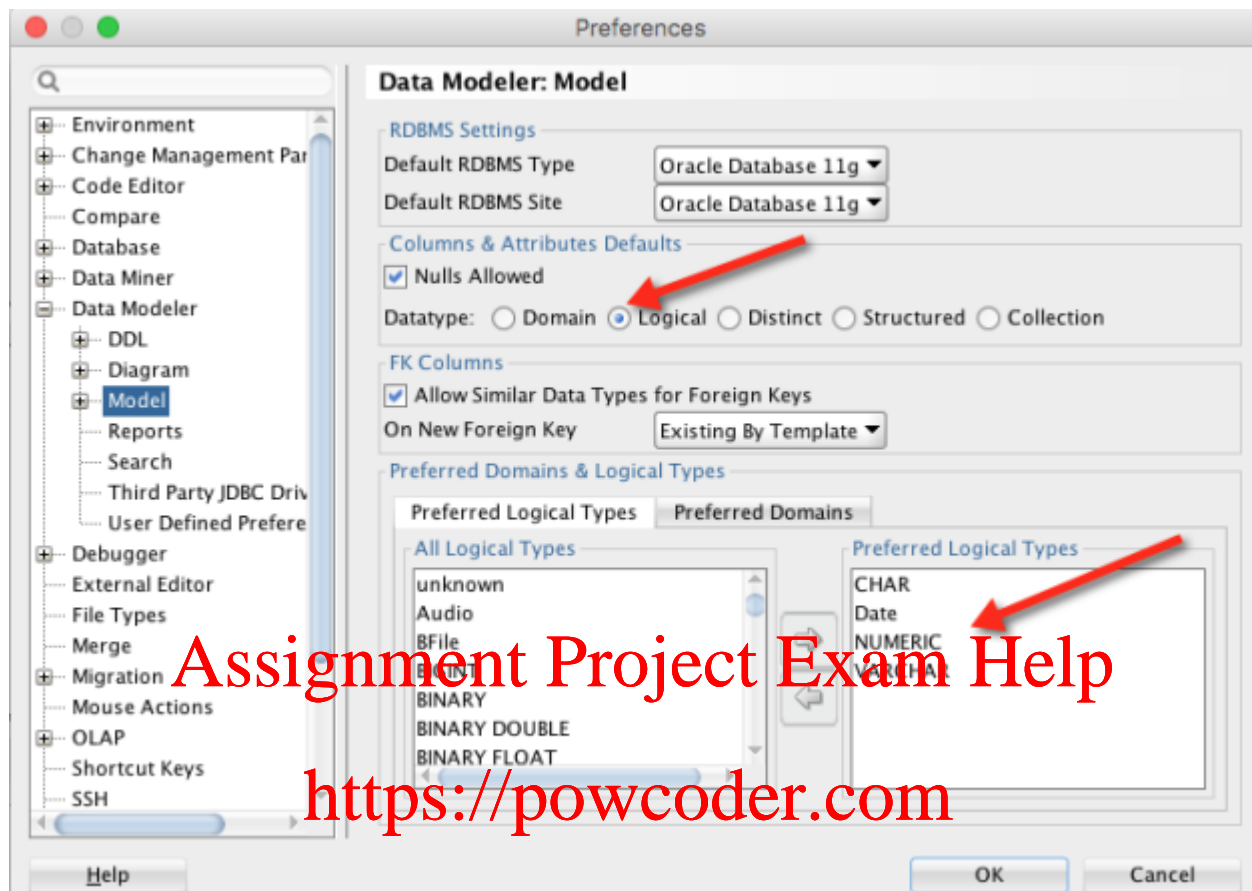 Preferences
Data Modeler: Model
Environment
Change Management Par
Code Editor
Compare
Database
Data Miner
Data Modeler
DDL
Diagram
Model
Reports
Search
Third Party JDBC Driv
User Defined Prefere
Debugger
External Editor
File Types
Merge
Migration
Mouse Actions
OLAP
Shortcut Keys
SSH
RDBMS Settings
Default RDBMS Type Oracle Database 11g
Default RDBMS Site Oracle Database 11g
Columns & Attributes Defaults
Nulls Allowed
Datatype: Domain Logical Distinct Structured Collection
FK Columns
Allow Similar Data Types for Foreign Keys
On New Foreign Key Existing By Template
Preferred Domains & Logical Types
Preferred Logical Types Preferred Domains
All Logical Types
unknown
Audio
BFile
BIGINT
BINARY
BINARY DOUBLE
BINARY FLOAT
Preferred Logical Types
CHAR
Date
NUMERIC
VARCHAR
Assignment Project Exam Help
https://powcoder.com
Help OK Cancel